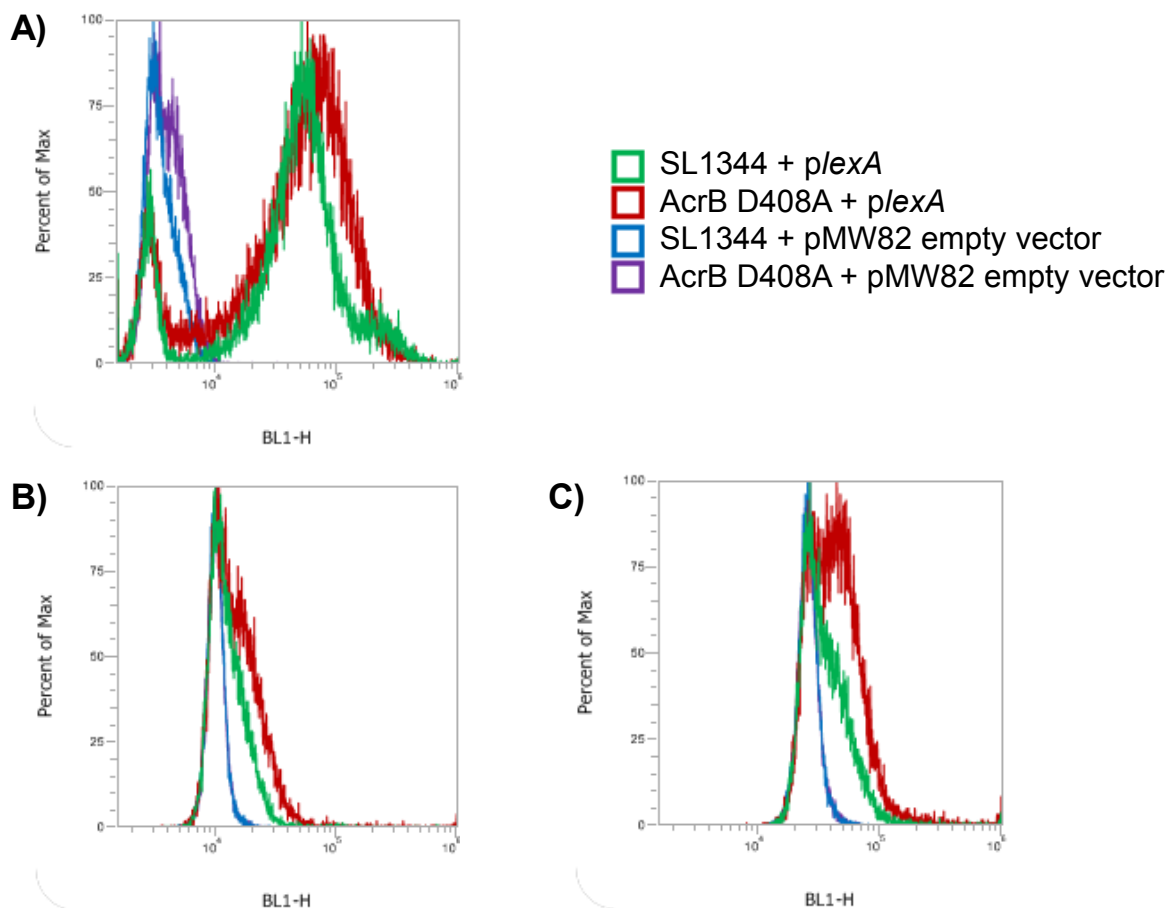 A)
100
75
50
25
0
Percent of Max
10⁴
10⁵
10⁶
BL1-H
SL1344 + plexA
AcrB D408A + plexA
SL1344 + pMW82 empty vector
AcrB D408A + pMW82 empty vector
B)
100
75
50
25
0
Percent of Max
10⁴
10⁵
10⁶
BL1-H
C)
100
75
50
25
0
Percent of Max
10⁴
10⁵
10⁶
BL1-H